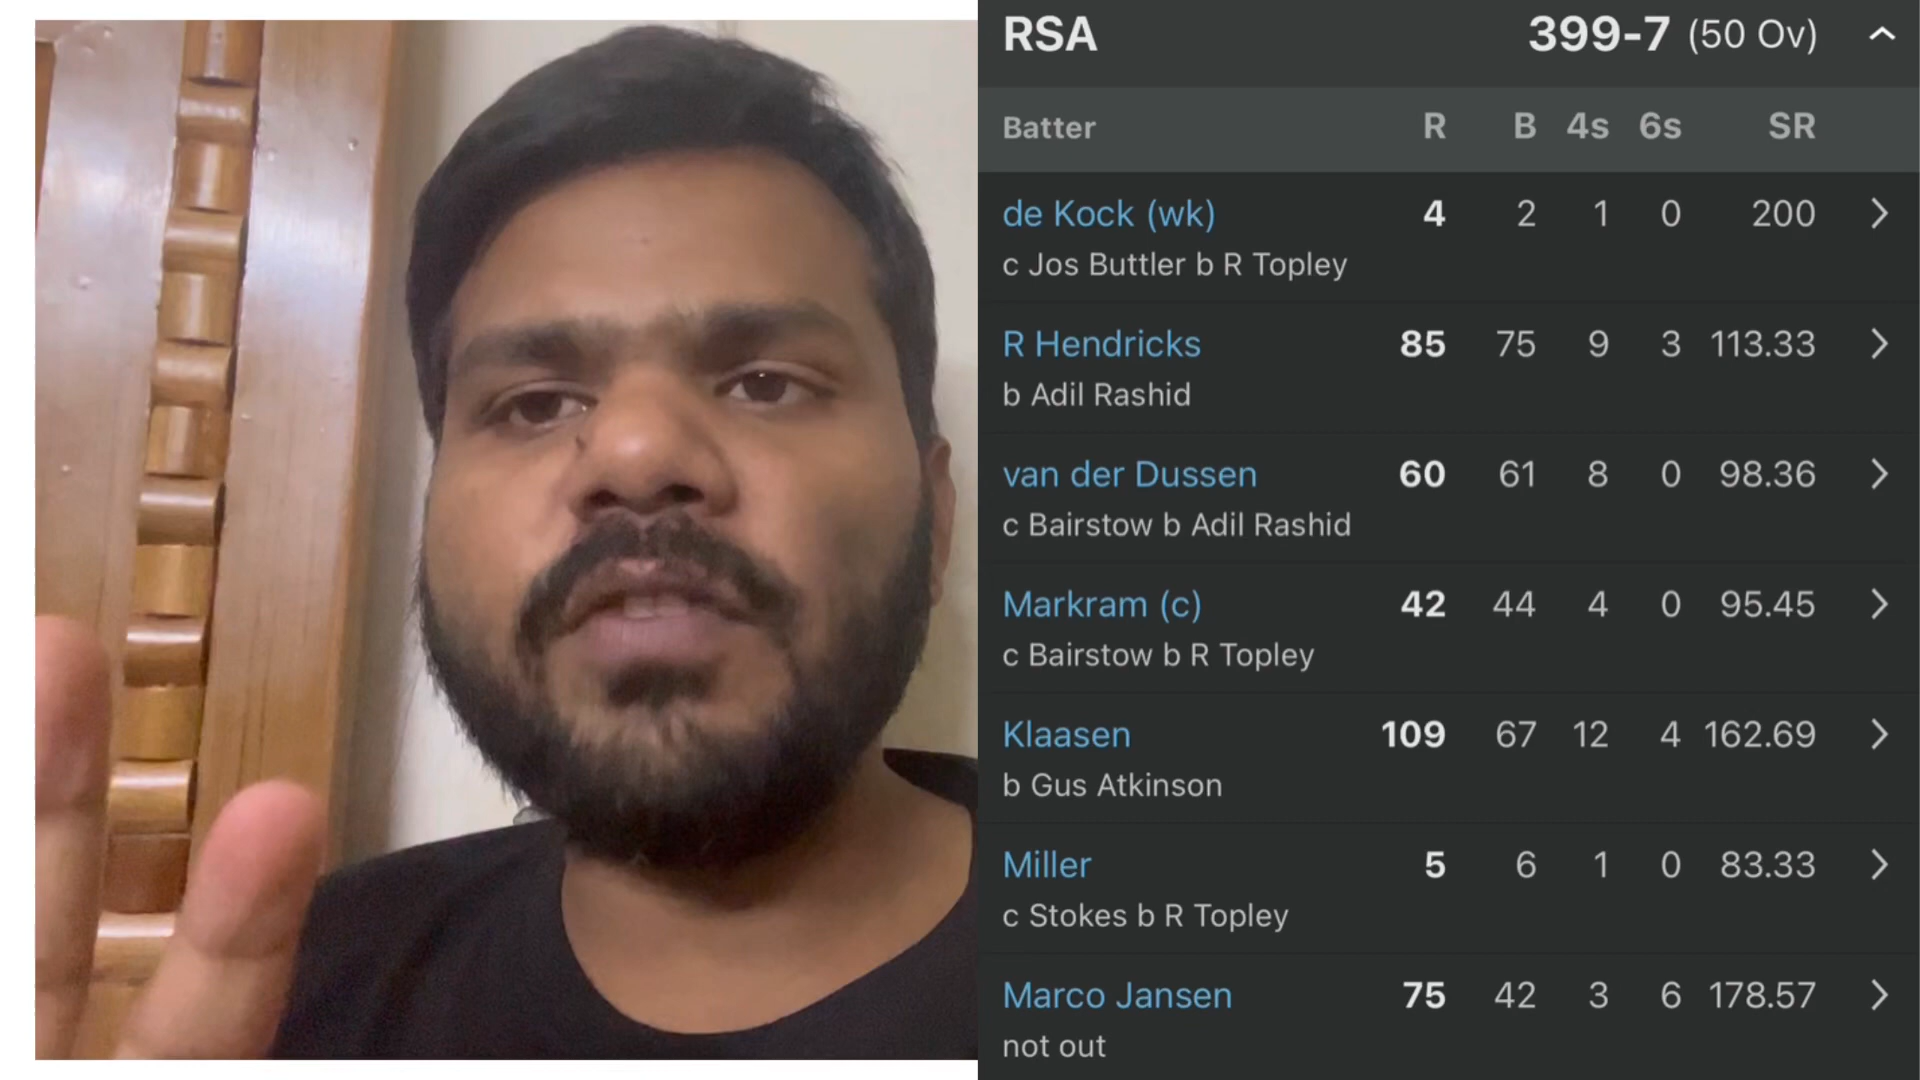 RSA 399-7 (50 Ov)
Batter R B 4s 6s SR
de Kock (wk) 4 2 1 0 200
c Jos Buttler b R Topley
R Hendricks 85 75 9 3 113.33
b Adil Rashid
van der Dussen 60 61 8 0 98.36
c Bairstow b Adil Rashid
Markram (c) 42 44 4 0 95.45
c Bairstow b R Topley
Klaasen 109 67 12 4 162.69
b Gus Atkinson
Miller 5 6 1 0 83.33
c Stokes b R Topley
Marco Jansen 75 42 3 6 178.57
not out